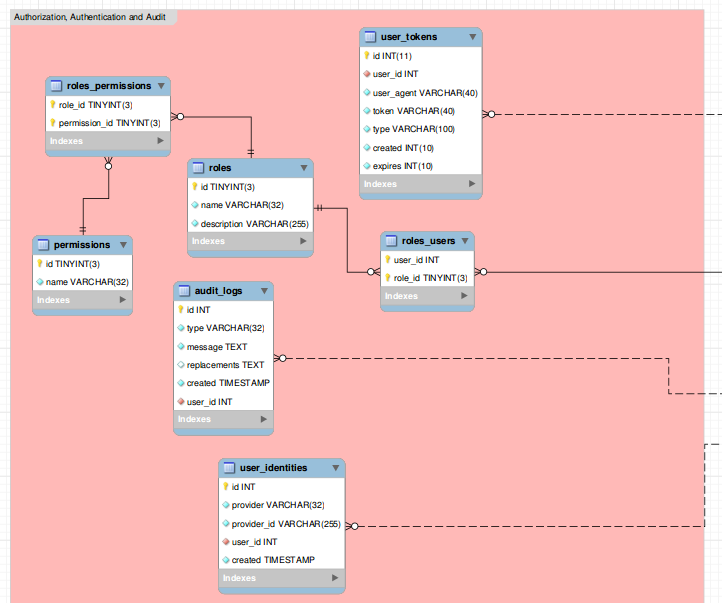 Authorization, Authentication and Audit
user_tokens
id INT(11)
user_id INT
user_agent VARCHAR(40)
token VARCHAR(40)
type VARCHAR(100)
created INT(10)
expires INT(10)
Indexes
roles_permissions
role_id TINYINT(3)
permission_id TINYINT(3)
Indexes
roles
id TINYINT(3)
name VARCHAR(32)
description VARCHAR(255)
Indexes
permissions
id TINYINT(3)
name VARCHAR(32)
Indexes
roles_users
user_id INT
role_id TINYINT(3)
Indexes
audit_logs
id INT
type VARCHAR(32)
message TEXT
replacements TEXT
created TIMESTAMP
user_id INT
Indexes
user_identities
id INT
provider VARCHAR(32)
provider_id VARCHAR(255)
user_id INT
created TIMESTAMP
Indexes